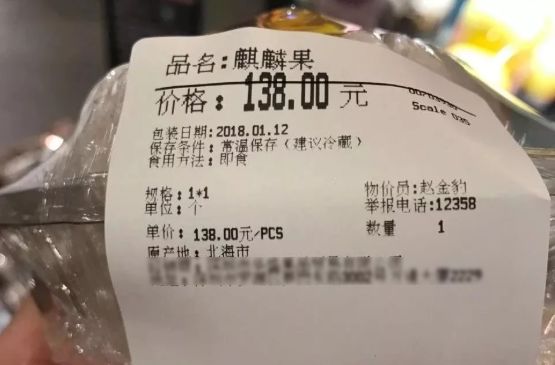 品名:麒麟果
价格:138.00 元
Scale 035
包装日期:2018.01.12
保存条件:常温保存(建议冷藏)
食用方法:即食
规格:1*1
物价员:赵金豹
单位:个
举报电话:12358
单价:138.00元/PCS
数量 1
原产地:北海市